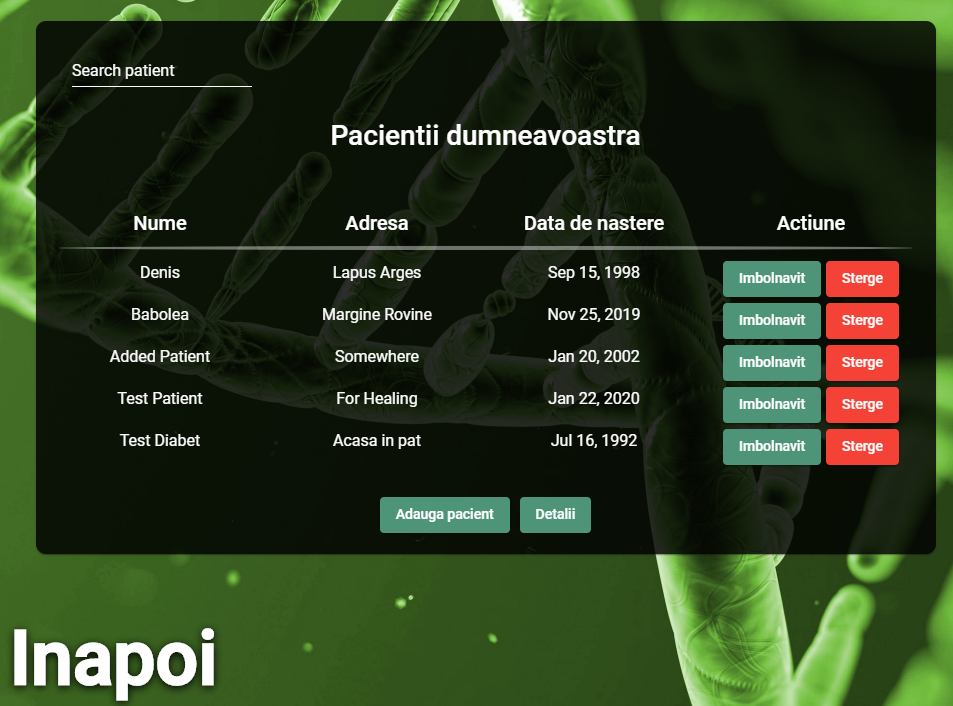 Search patient
Pacientii dumneavoastra
Nume Adresa Data de nastere Actiune
Denis Lapus Arges Sep 15, 1998 Imbolnavit Sterge
Babolea Margine Rovine Nov 25, 2019 Imbolnavit Sterge
Added Patient Somewhere Jan 20, 2002 Imbolnavit Sterge
Test Patient For Healing Jan 22, 2020 Imbolnavit Sterge
Test Diabet Acasa in pat Jul 16, 1992 Imbolnavit Sterge
Adauga pacient Detalii
Inapoi